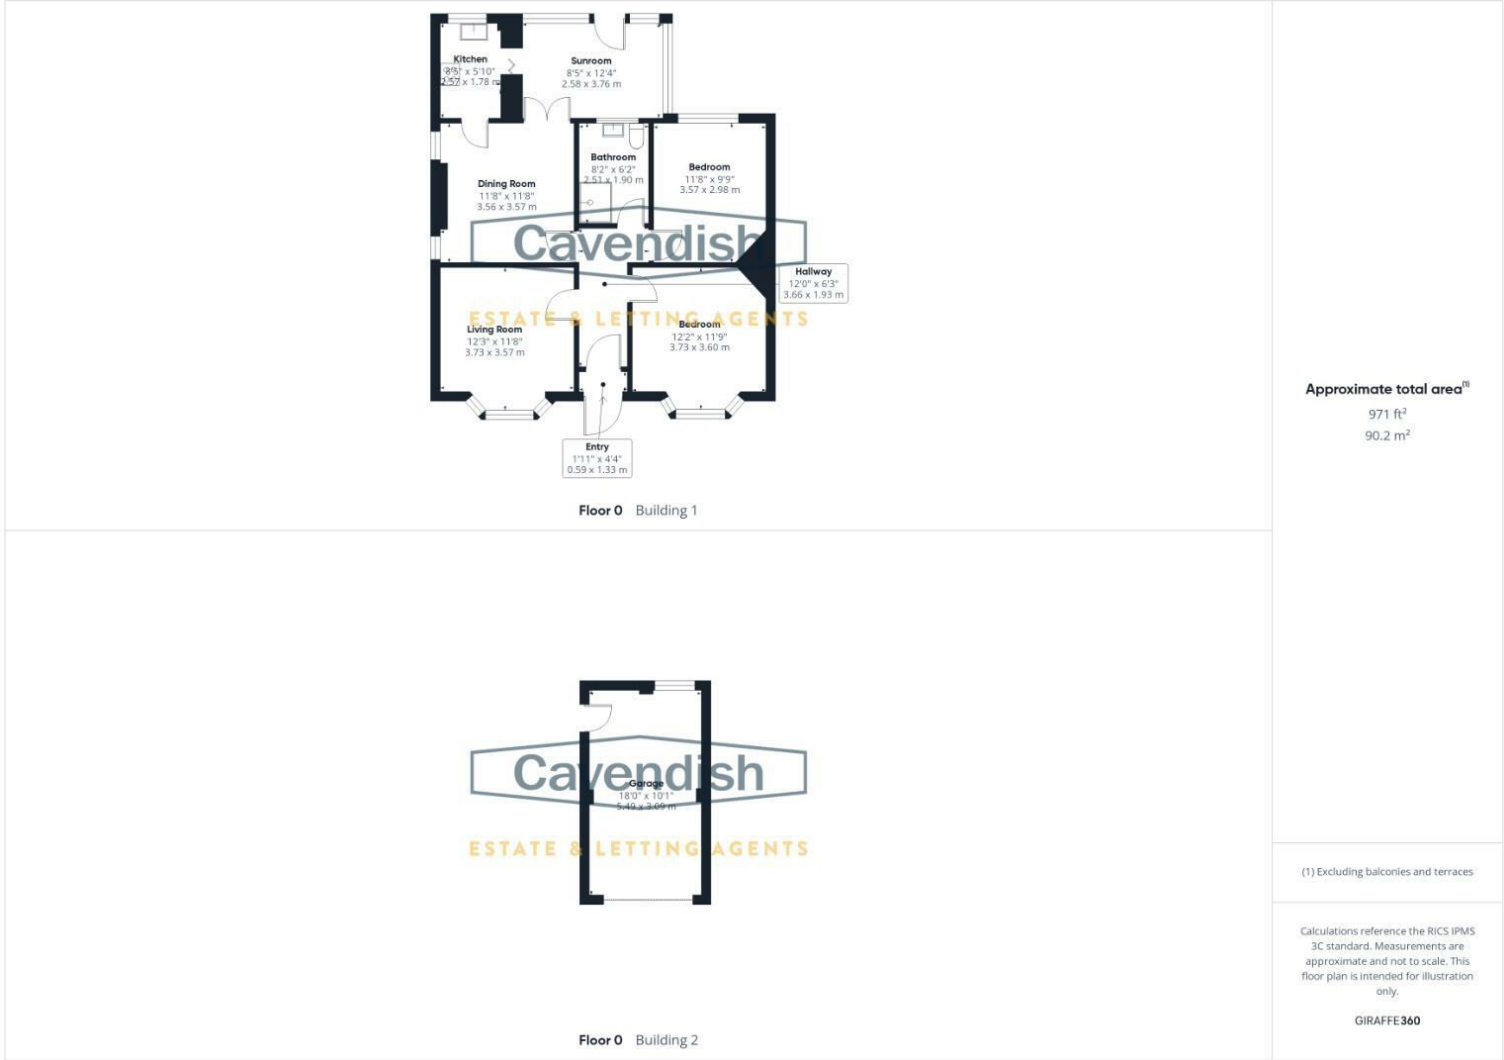 Kitchen
8'5" x 5'10"
2.57 x 1.78 m
Sunroom
8'5" x 12'4"
2.58 x 3.76 m
Bathroom
8'2" x 6'2"
2.51 x 1.90 m
Bedroom
11'8" x 9'9"
3.57 x 2.98 m
Dining Room
11'8" x 11'8"
3.56 x 3.57 m
Cavendish
ESTATE & LETTING AGENTS
Hallway
12'0" x 6'3"
3.66 x 1.93 m
Living Room
12'3" x 11'8"
3.73 x 3.57 m
Bedroom
12'2" x 11'9"
3.73 x 3.60 m
Entry
1'11" x 4'4"
0.59 x 1.33 m
Floor 0 Building 1
Cavendish
Garage
18'0" x 10'1"
5.49 x 3.09 m
ESTATE & LETTING AGENTS
Floor 0 Building 2
Approximate total area(1)
971 ft²
90.2 m²
(1) Excluding balconies and terraces
Calculations reference the RICS IPMS
3C standard. Measurements are
approximate and not to scale. This
floor plan is intended for illustration
only.
GIRAFFE360